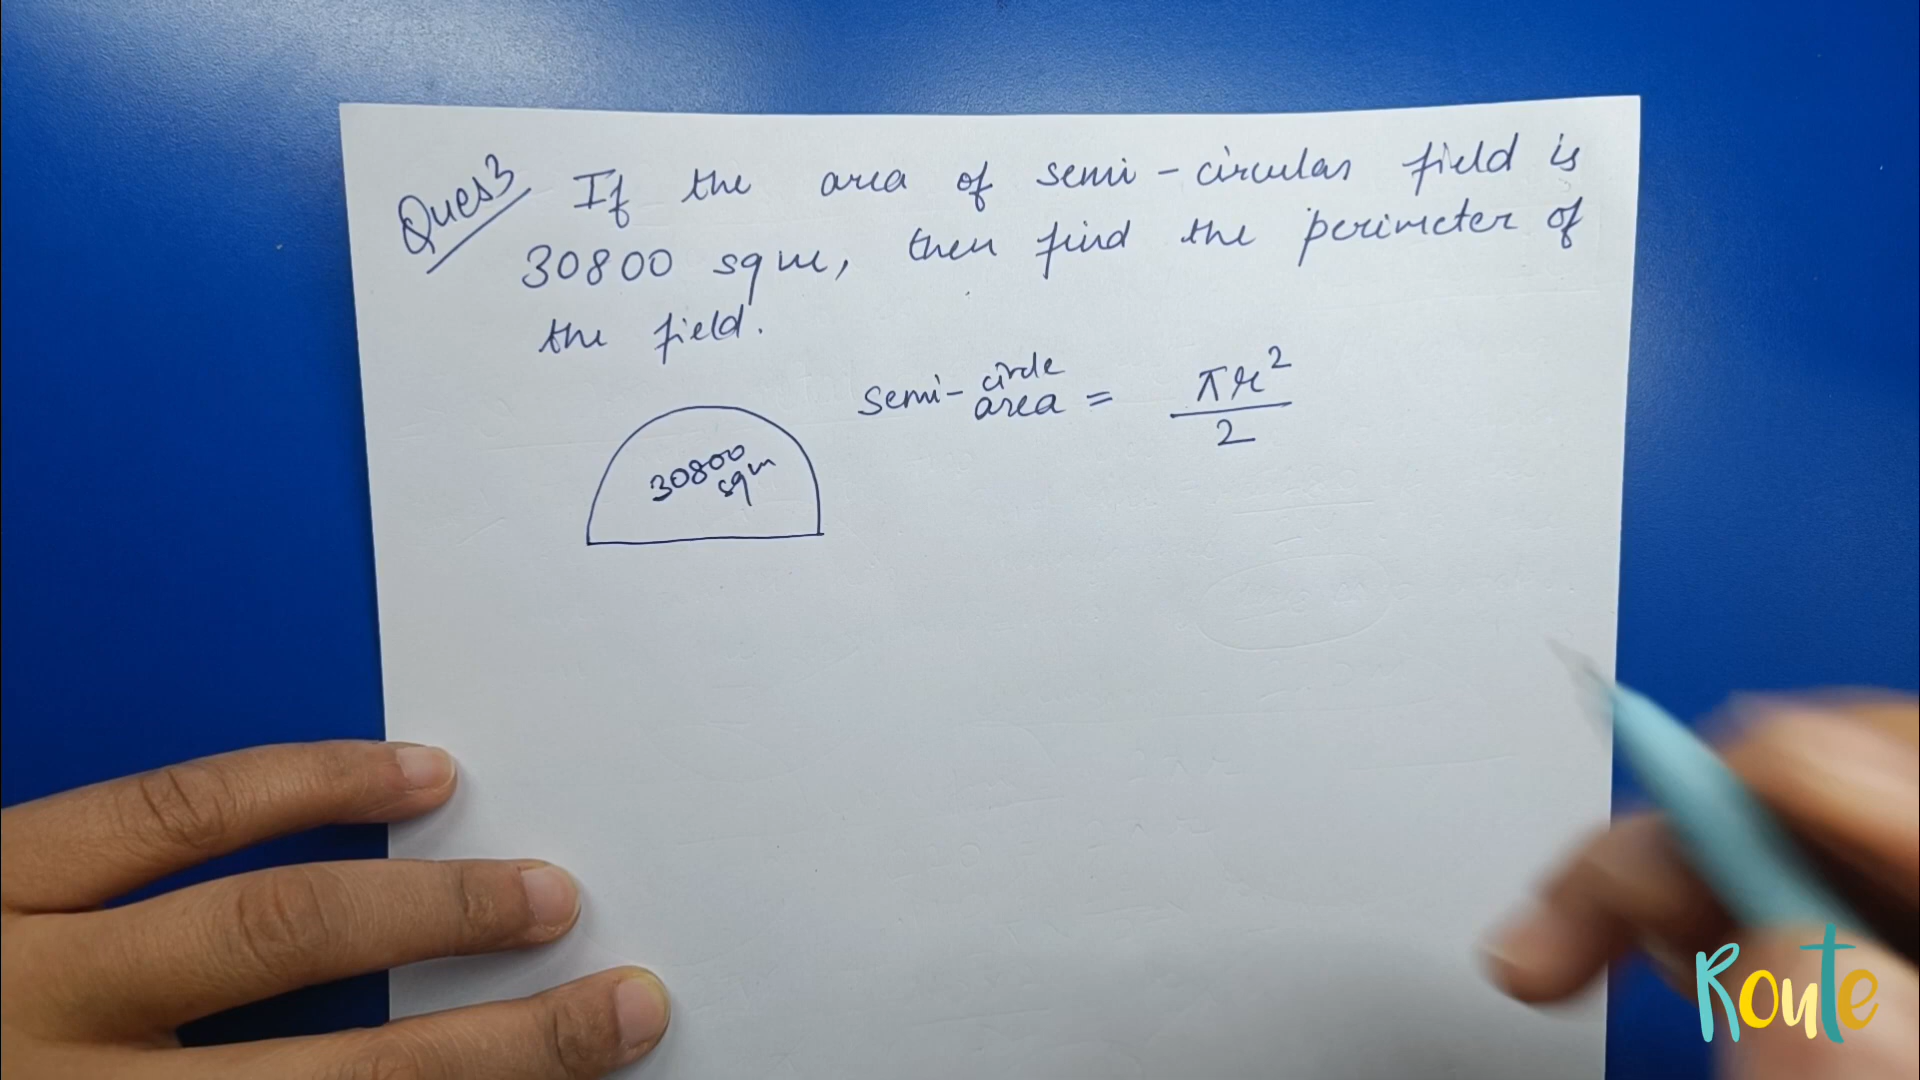 Ques3 If the area of semi-circular field is
30800 sqm, then find the perimeter of
the field.
Semi-circle area = πr²/2
30800
sqm
Route